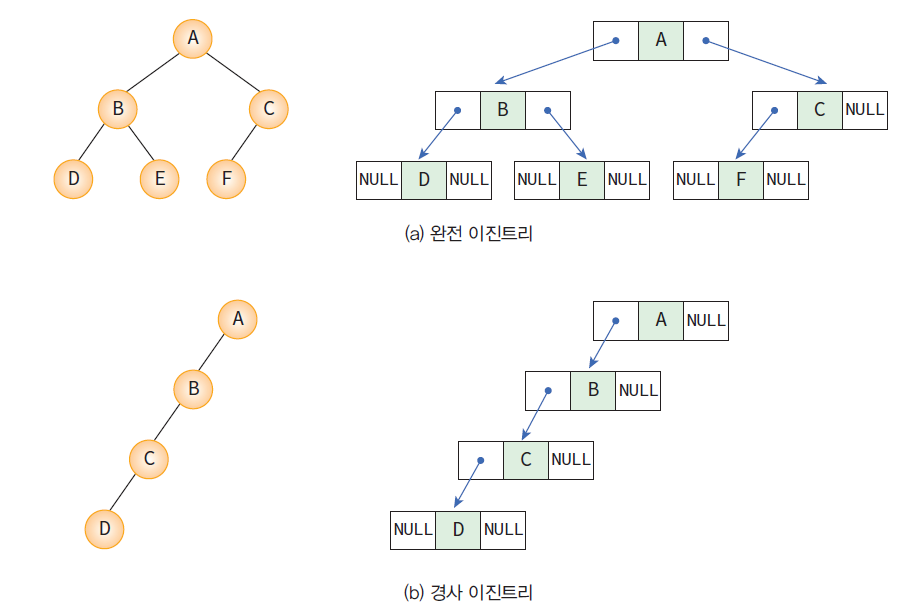 A
A
B
C
B
C NULL
D
E
F
NULL D NULL
NULL E NULL
NULL F NULL
(a) 완전 이진트리
A
A NULL
B
B NULL
C
C NULL
D
NULL D NULL
(b) 경사 이진트리